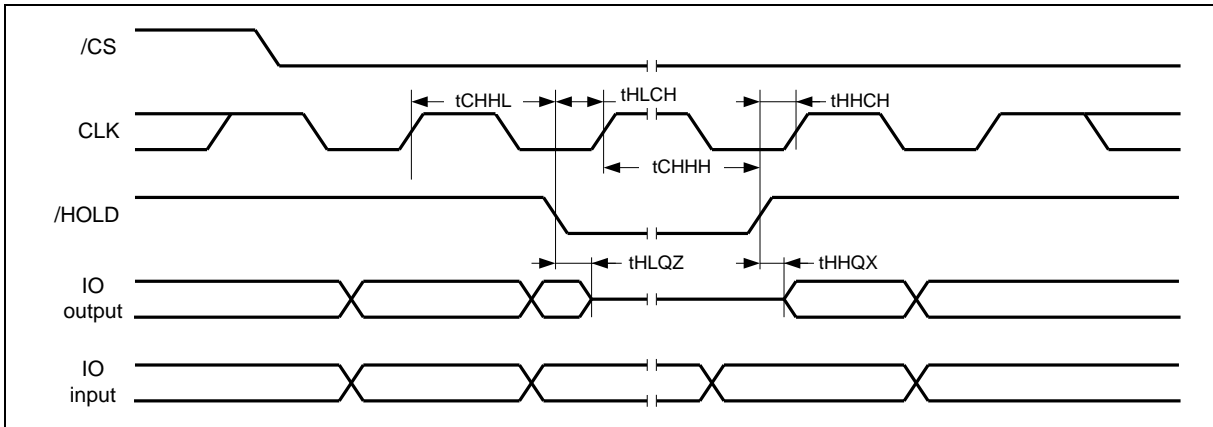 /CS
tCHHL
tHLCH
tHHCH
CLK
tCHHH
/HOLD
tHLQZ
tHHQX
IO
output
IO
input